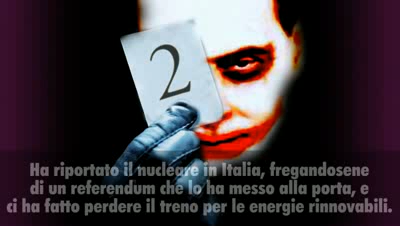 2
Ha riportato il nucleare in Italia, fregandosene
di un referendum che lo ha messo alla porta, e
ci ha fatto perdere il treno per le energie rinnovabili.